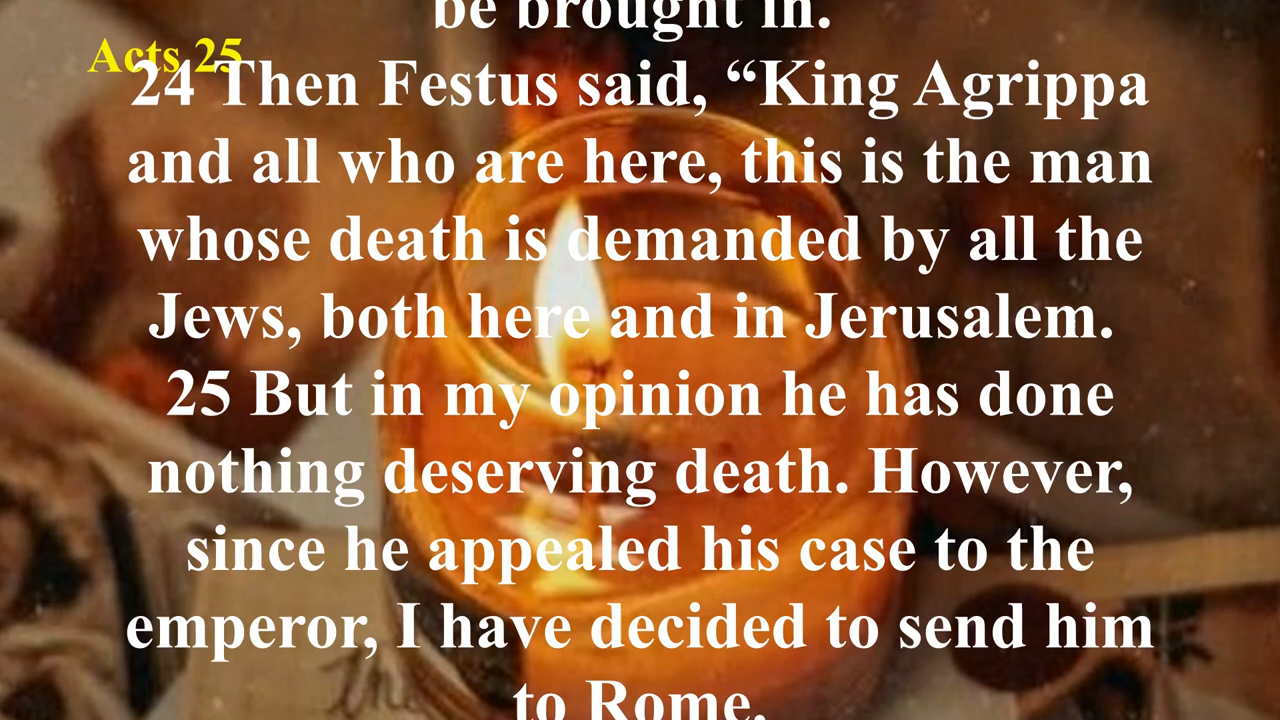 be brought in.
Acts 25
24 Then Festus said, “King Agrippa
and all who are here, this is the man
whose death is demanded by all the
Jews, both here and in Jerusalem.
25 But in my opinion he has done
nothing deserving death. However,
since he appealed his case to the
emperor, I have decided to send him
to Rome.